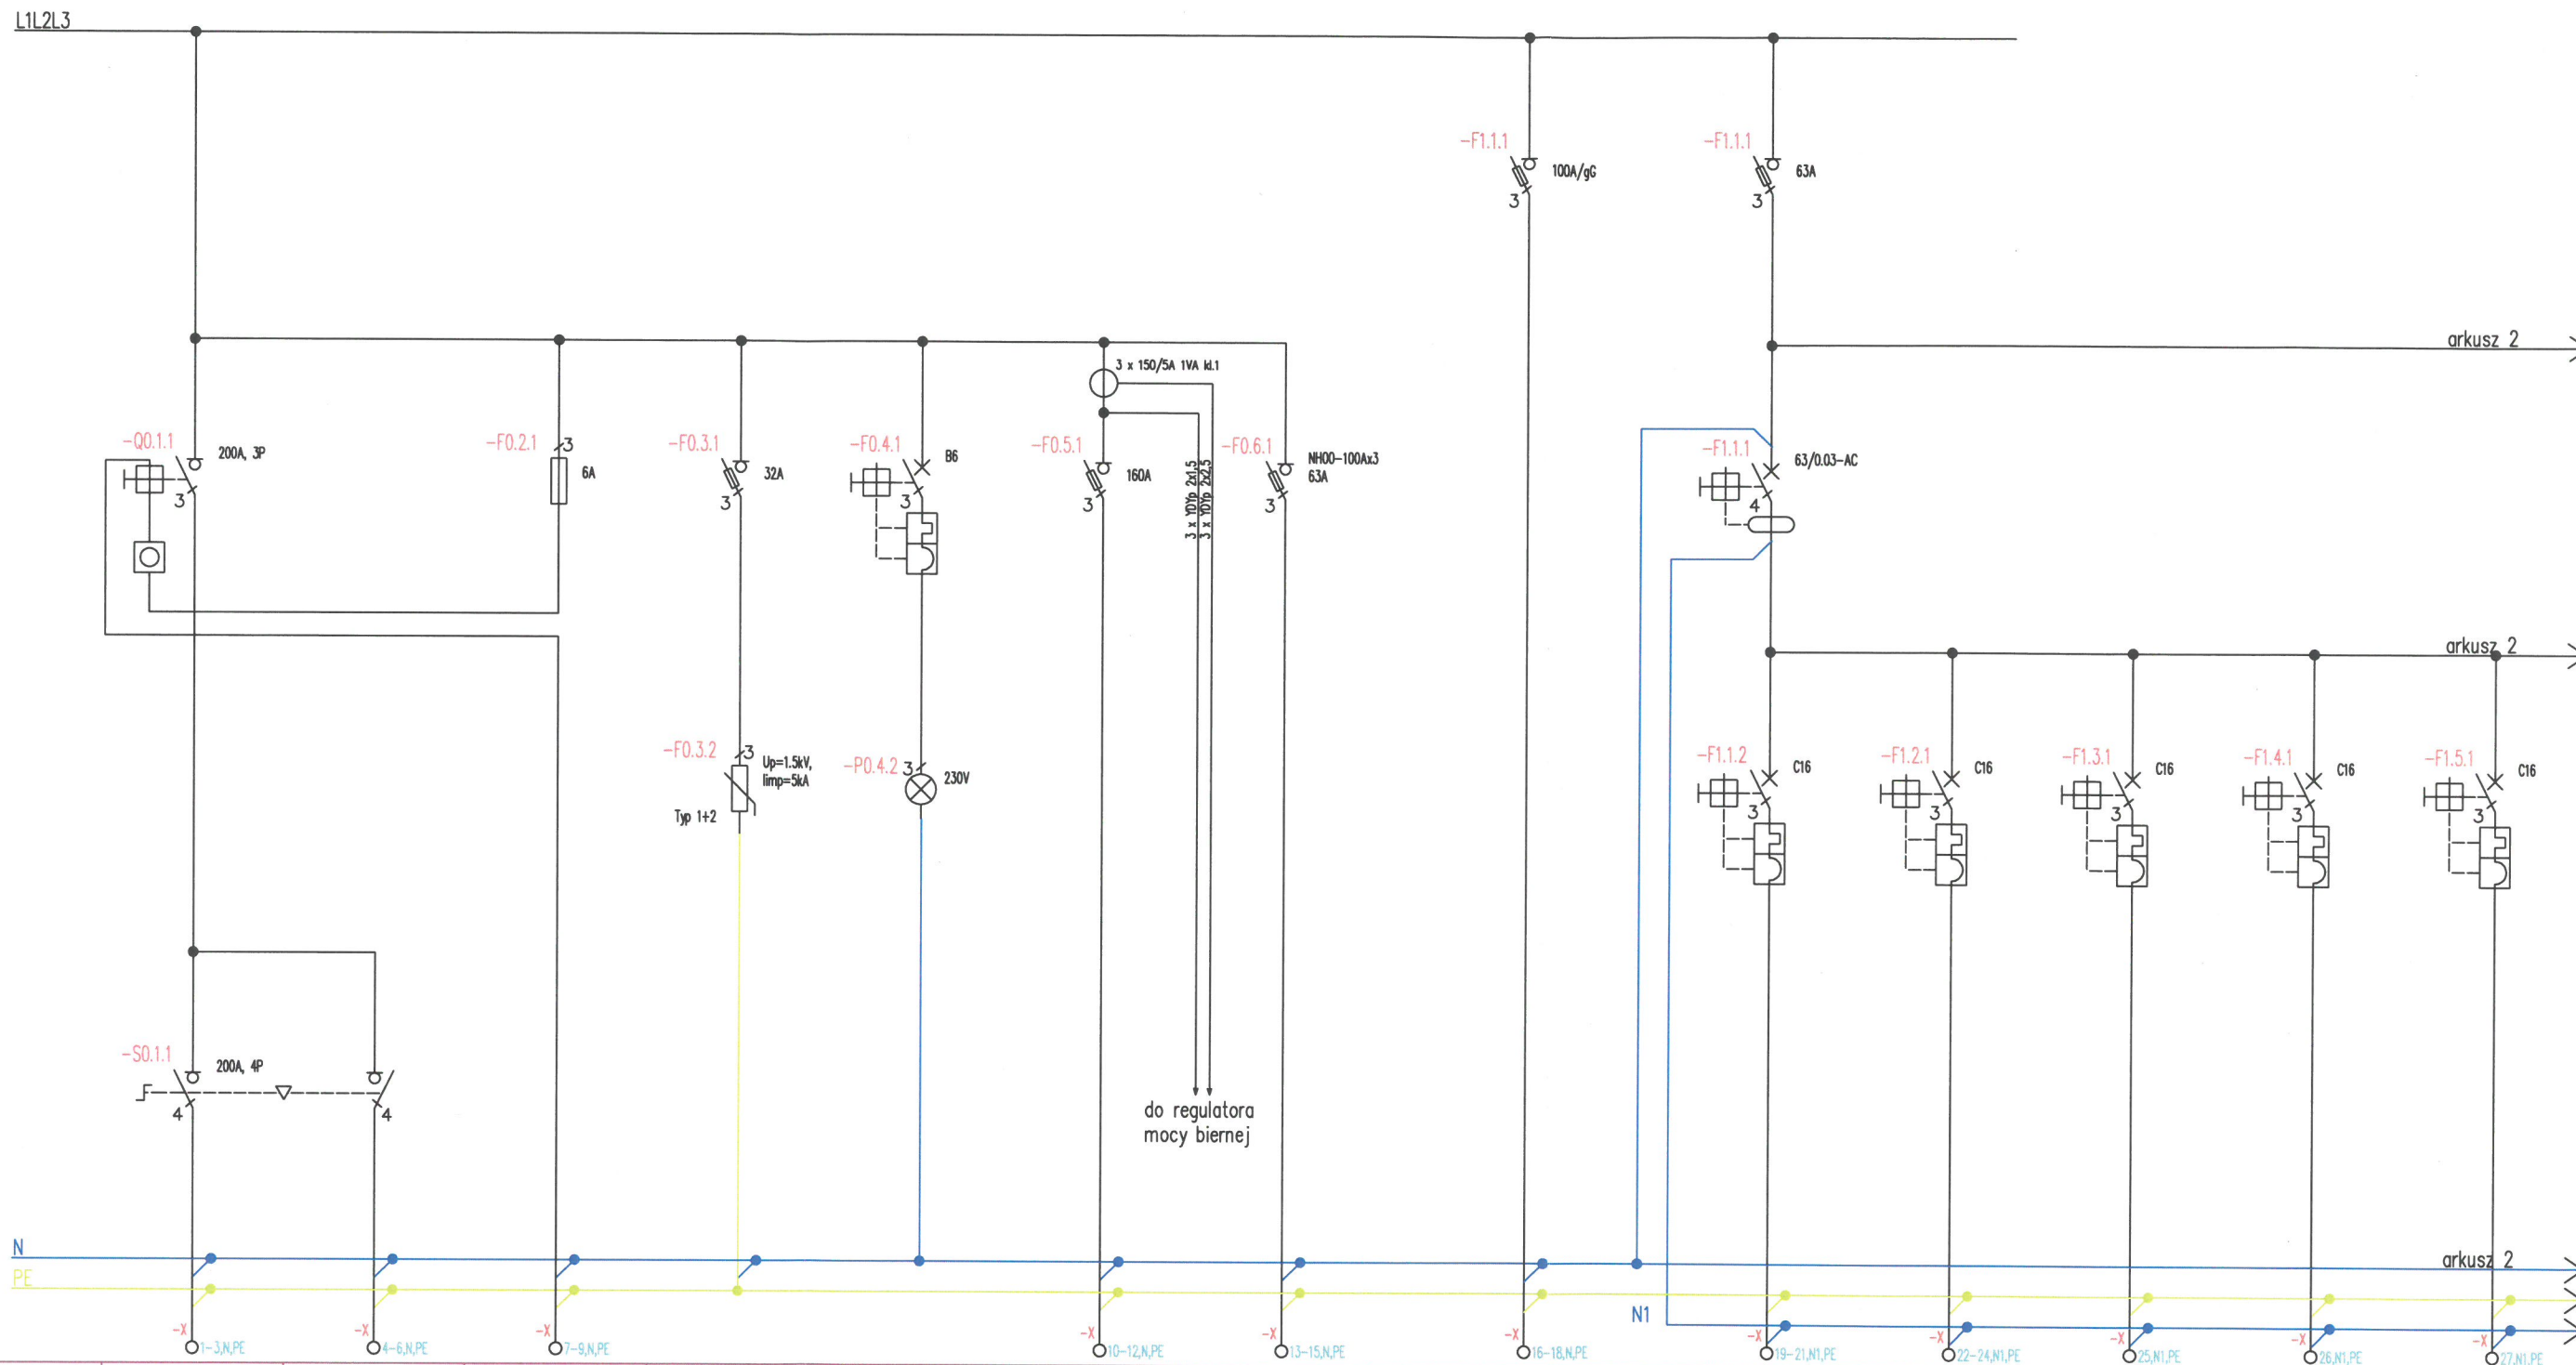 L1L2L3
-F1.1.1
100A/gG
3
-F1.1.1
63A
3
arkusz 2
3 x 150/5A 1VA kl.1
-Q0.1.1
200A, 3P
3
-F0.2.1
3
6A
-F0.3.1
32A
3
-F0.4.1
B6
3
-F0.5.1
160A
3
3 x YDYp 2x1,5
3 x YDYp 2x2,5
-F0.6.1
NH00-100Ax3
63A
3
-F1.1.1
63/0.03-AC
4
arkusz 2
-F0.3.2
3
Up=1.5kV,
Iimp=5kA
Typ 1+2
-P0.4.2
3
230V
-F1.1.2
C16
3
-F1.2.1
C16
3
-F1.3.1
C16
3
-F1.4.1
C16
3
-F1.5.1
C16
3
-S0.1.1
200A, 4P
4
4
do regulatora
mocy biernej
N
arkusz 2
PE
N1
-X
1-3,N,PE
-X
4-6,N,PE
-X
7-9,N,PE
-X
10-12,N,PE
-X
13-15,N,PE
-X
16-18,N,PE
-X
19-21,N1,PE
-X
22-24,N1,PE
-X
25,N1,PE
-X
26,N1,PE
-X
27,N1,PE